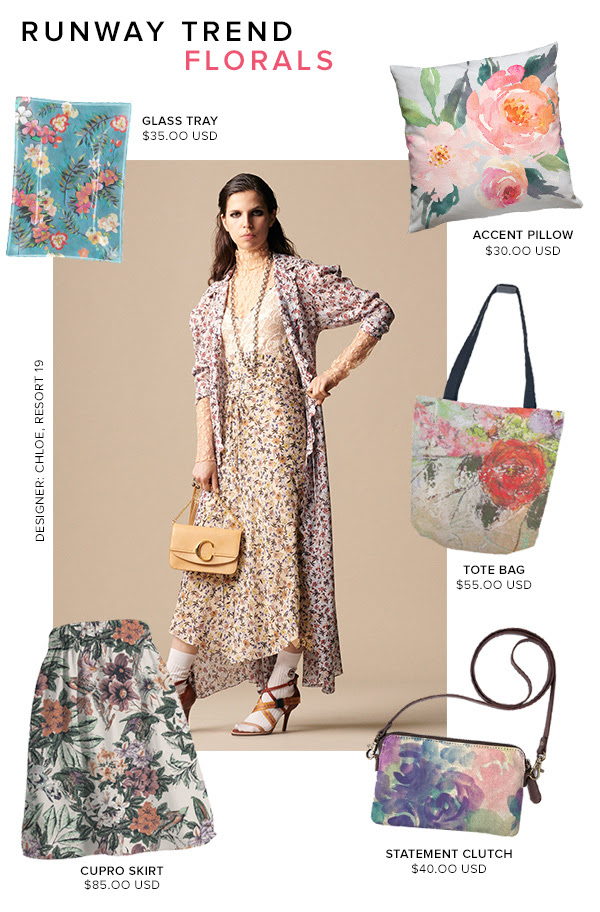 RUNWAY TREND
FLORALS
GLASS TRAY
$35.00 USD
ACCENT PILLOW
$30.00 USD
DESIGNER: CHLOE, RESORT 19
C
TOTE BAG
$55.00 USD
STATEMENT CLUTCH
$40.00 USD
CUPRO SKIRT
$85.00 USD